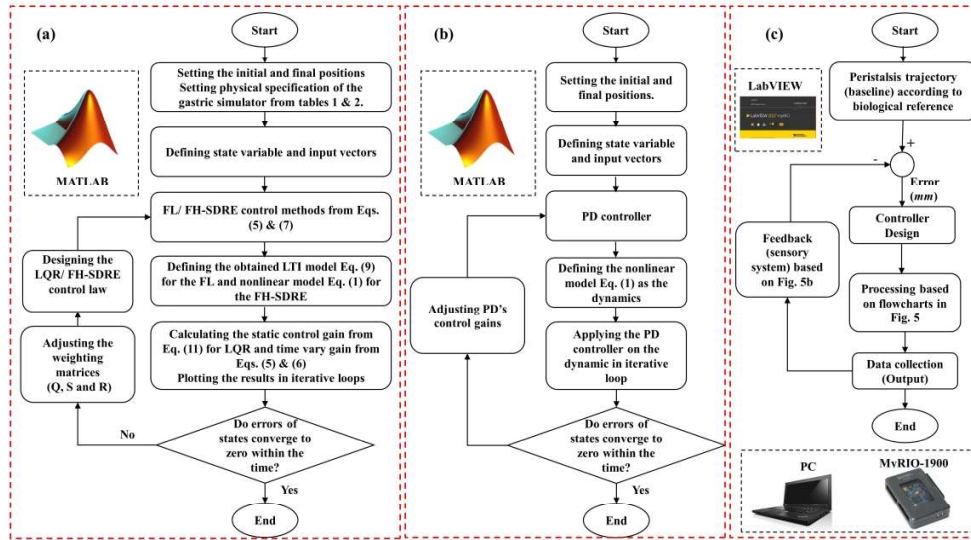 (a)
Start
Setting the initial and final positions
Setting physical specification of the
gastric simulator from tables 1 & 2.
MATLAB
Defining state variable and input vectors
FL/ FH-SDRE control methods from Eqs.
(5) & (7)
Designing the
LQR/ FH-SDRE
control law
Defining the obtained LTI model Eq. (9)
for the FL and nonlinear model Eq. (1) for
the FH-SDRE
Adjusting the
weighting
matrices
(Q, S and R)
Calculating the static control gain from
Eq. (11) for LQR and time vary gain from
Eqs. (5) & (6)
Plotting the results in iterative loops
No
Do errors of
states converge to
zero within the
time?
Yes
End
(b)
Start
Setting the initial and
final positions.
MATLAB
Defining state variable
and input vectors
PD controller
Defining the nonlinear
model Eq. (1) as the
dynamics
Adjusting PD's
control gains
Applying the PD
controller on the
dynamic in iterative
loop
Do errors of
states converge to
zero within the
time?
Yes
End
(c)
Start
LabVIEW
Peristalsis trajectory
(baseline) according to
biological reference
+
-
Error
(mm)
Controller
Design
Feedback
(sensory
system) based
on Fig. 5b
Processing based
on flowcharts in
Fig. 5
Data collection
(Output)
End
PC
MyRIO-1900